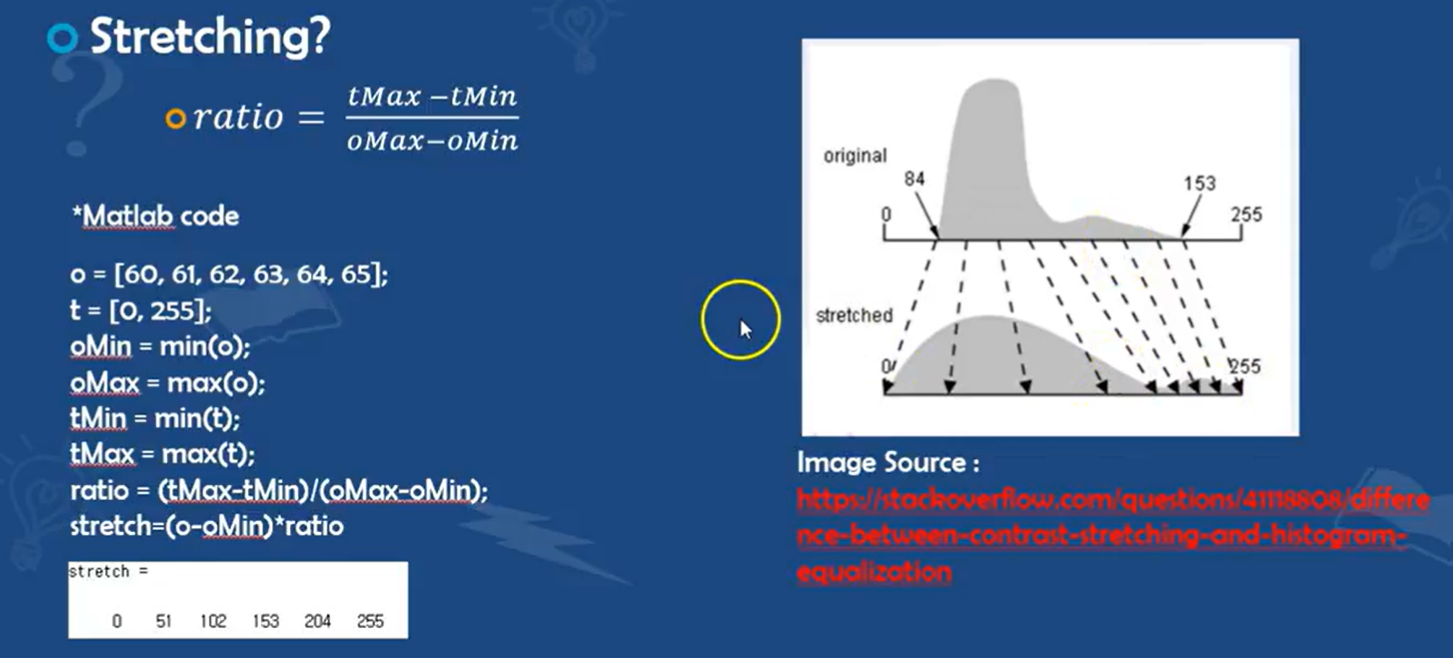 Stretching?
ratio = \frac{tMax -tMin}{oMax-oMin}
*Matlab code
o = [60, 61, 62, 63, 64, 65];
t = [0, 255];
oMin = min(o);
oMax = max(o);
tMin = min(t);
tMax = max(t);
ratio = (tMax-tMin)/(oMax-oMin);
stretch=(o-oMin)*ratio
stretch =
0 51 102 153 204 255
original
84
153
0
255
stretched
0
255
Image Source :
https://stackoverflow.com/questions/41118808/differe
nce-between-contrast-stretching-and-histogram-
equalization